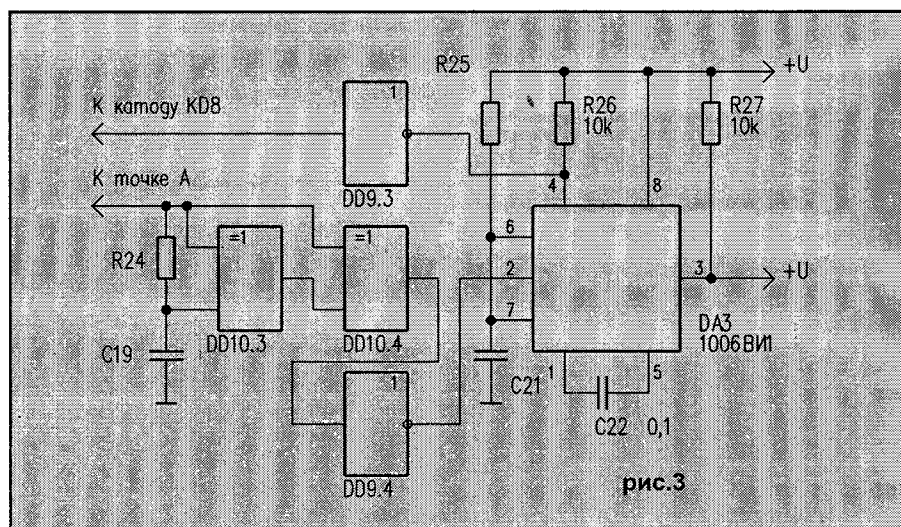 R25
+U
К катоду KD8
1
R26
10k
R27
10k
К точке А
4
8
DD9.3
=1
=1
6
R24
2
3
+U
7
DA3
1006ВИ1
C19
DD10.3
DD10.4
1
1
5
C21
C22 0,1
DD9.4
рис.3